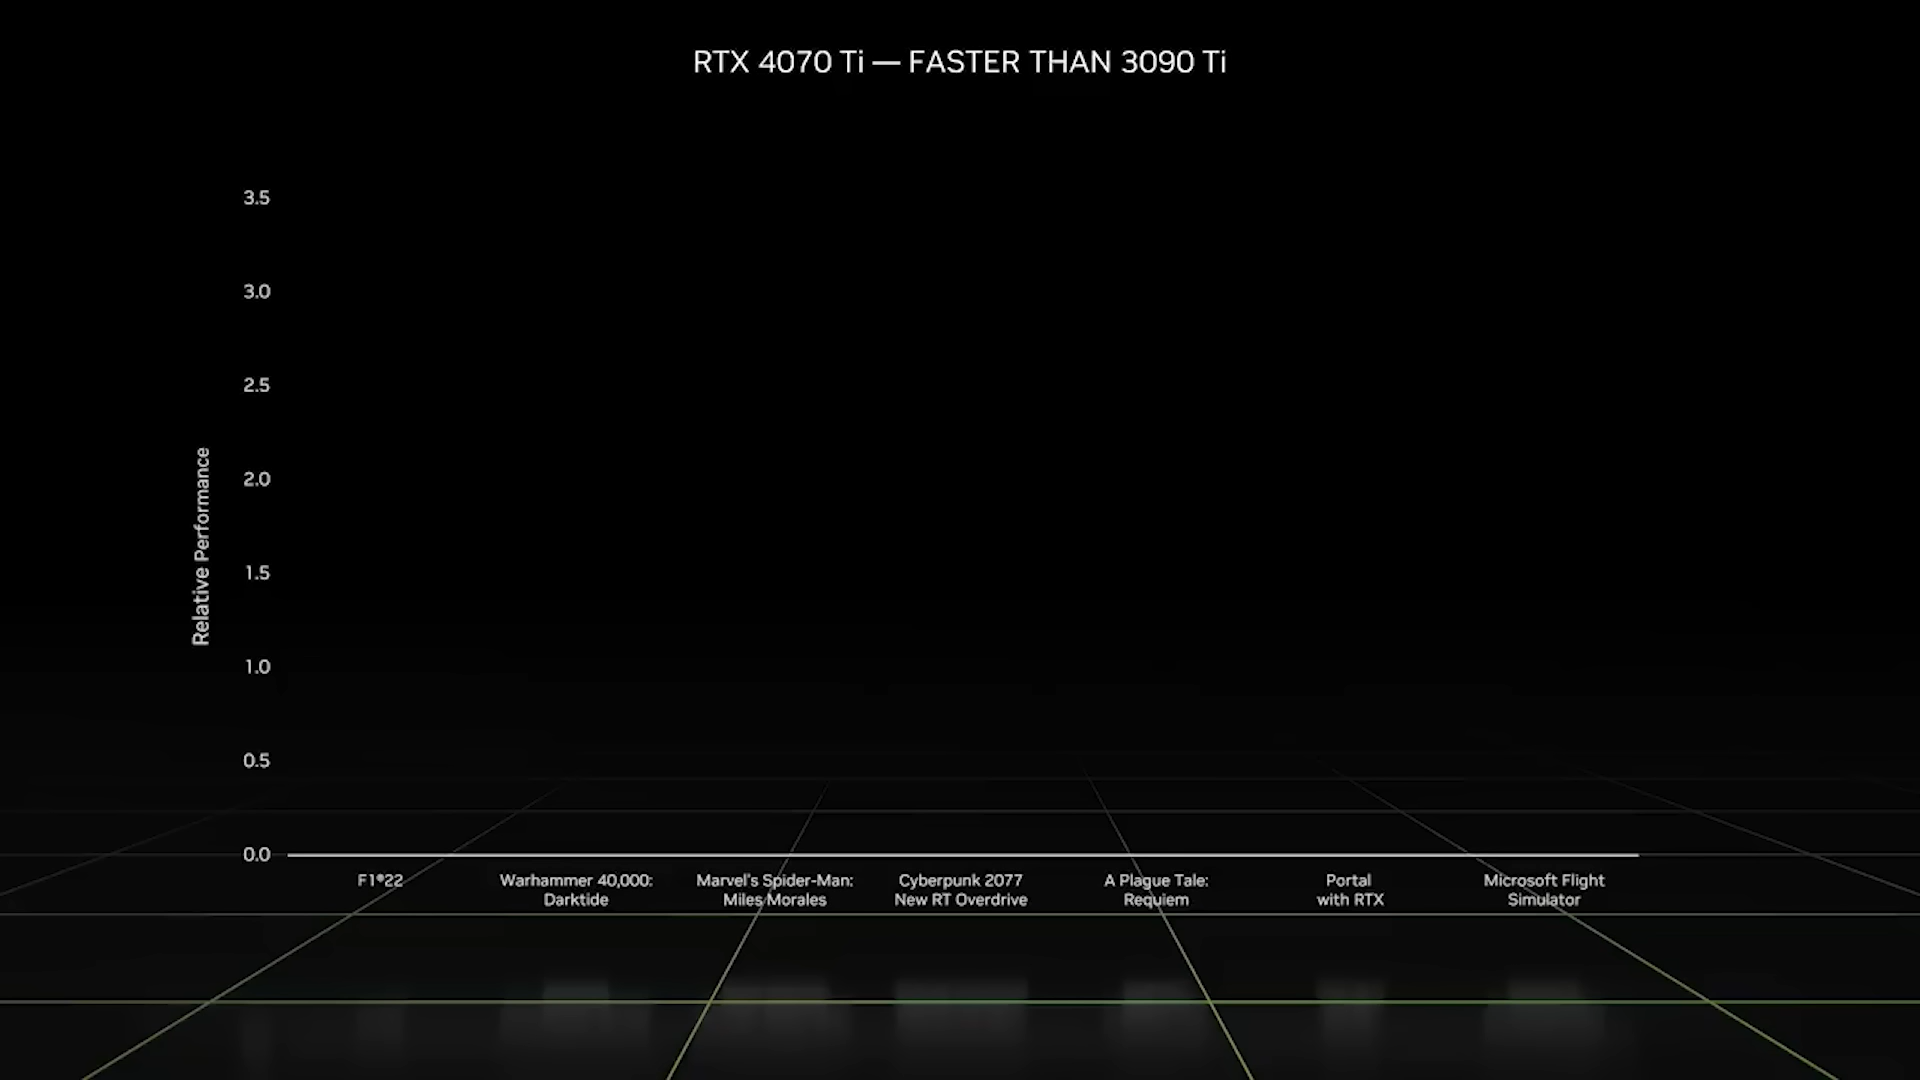 RTX 4070 Ti — FASTER THAN 3090 Ti
3.5
3.0
2.5
2.0
1.5
1.0
0.5
0.0
Relative Performance
F1®22
Warhammer 40,000:
Darktide
Marvel's Spider-Man:
Miles Morales
Cyberpunk 2077
New RT Overdrive
A Plague Tale:
Requiem
Portal
with RTX
Microsoft Flight
Simulator